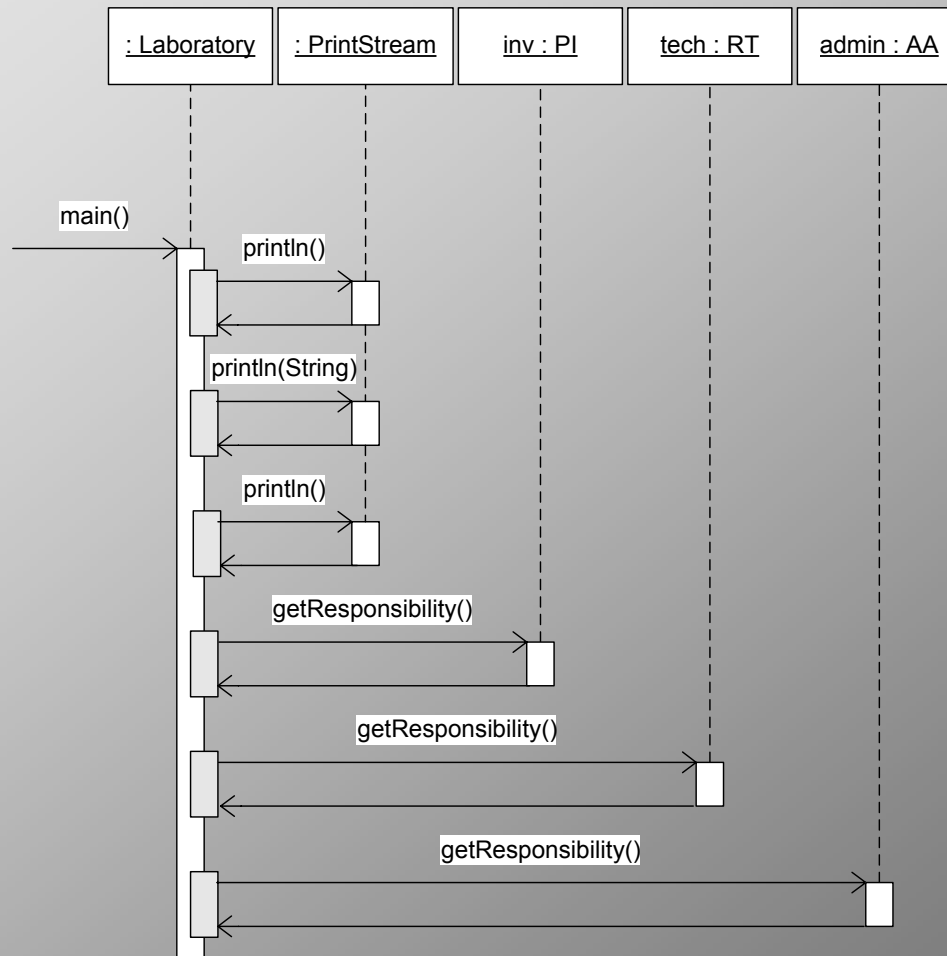 : Laboratory
: PrintStream
inv : PI
tech : RT
admin : AA
main()
println()
println(String)
println()
getResponsibility()
getResponsibility()
getResponsibility()